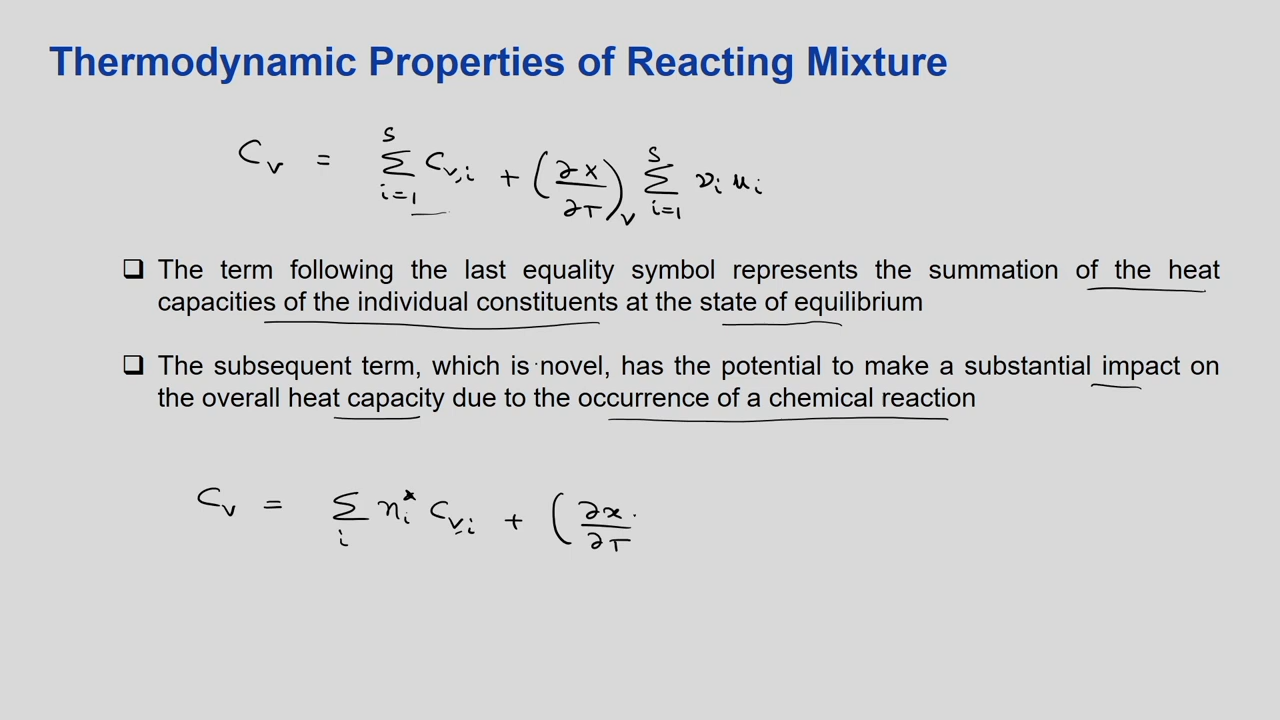 Thermodynamic Properties of Reacting Mixture
C_v = Σ_{i=1}^{s} C_{v,i} + (∂X/∂T)_v Σ_{i=1}^{s} ν_i u_i
❑ The term following the last equality symbol represents the summation of the heat
capacities of the individual constituents at the state of equilibrium
❑ The subsequent term, which is novel, has the potential to make a substantial impact on
the overall heat capacity due to the occurrence of a chemical reaction
C_v = Σ_i n_i^* C_{v,i} + (∂x/∂T